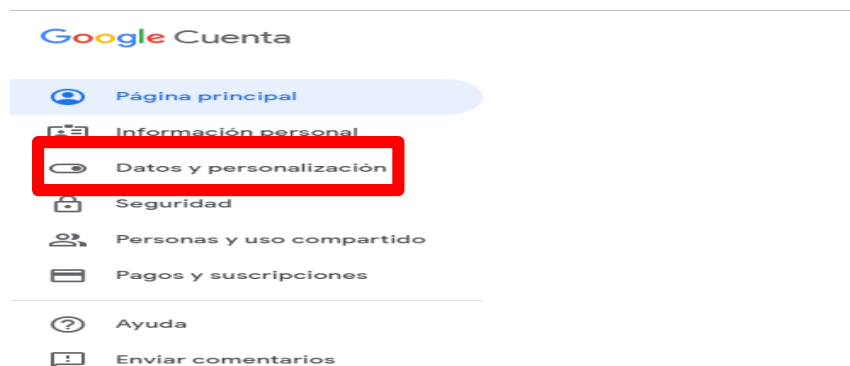 Google Cuenta
Página principal
Información personal
Datos y personalización
Seguridad
Personas y uso compartido
Pagos y suscripciones
Ayuda
Enviar comentarios